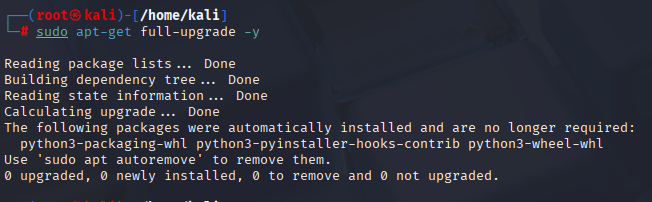 ┌──(root㉿kali)-[/home/kali]
└─# sudo apt-get full-upgrade -y
Reading package lists... Done
Building dependency tree... Done
Reading state information... Done
Calculating upgrade... Done
The following packages were automatically installed and are no longer required:
  python3-packaging-whl python3-pyinstaller-hooks-contrib python3-wheel-whl
Use 'sudo apt autoremove' to remove them.
0 upgraded, 0 newly installed, 0 to remove and 0 not upgraded.